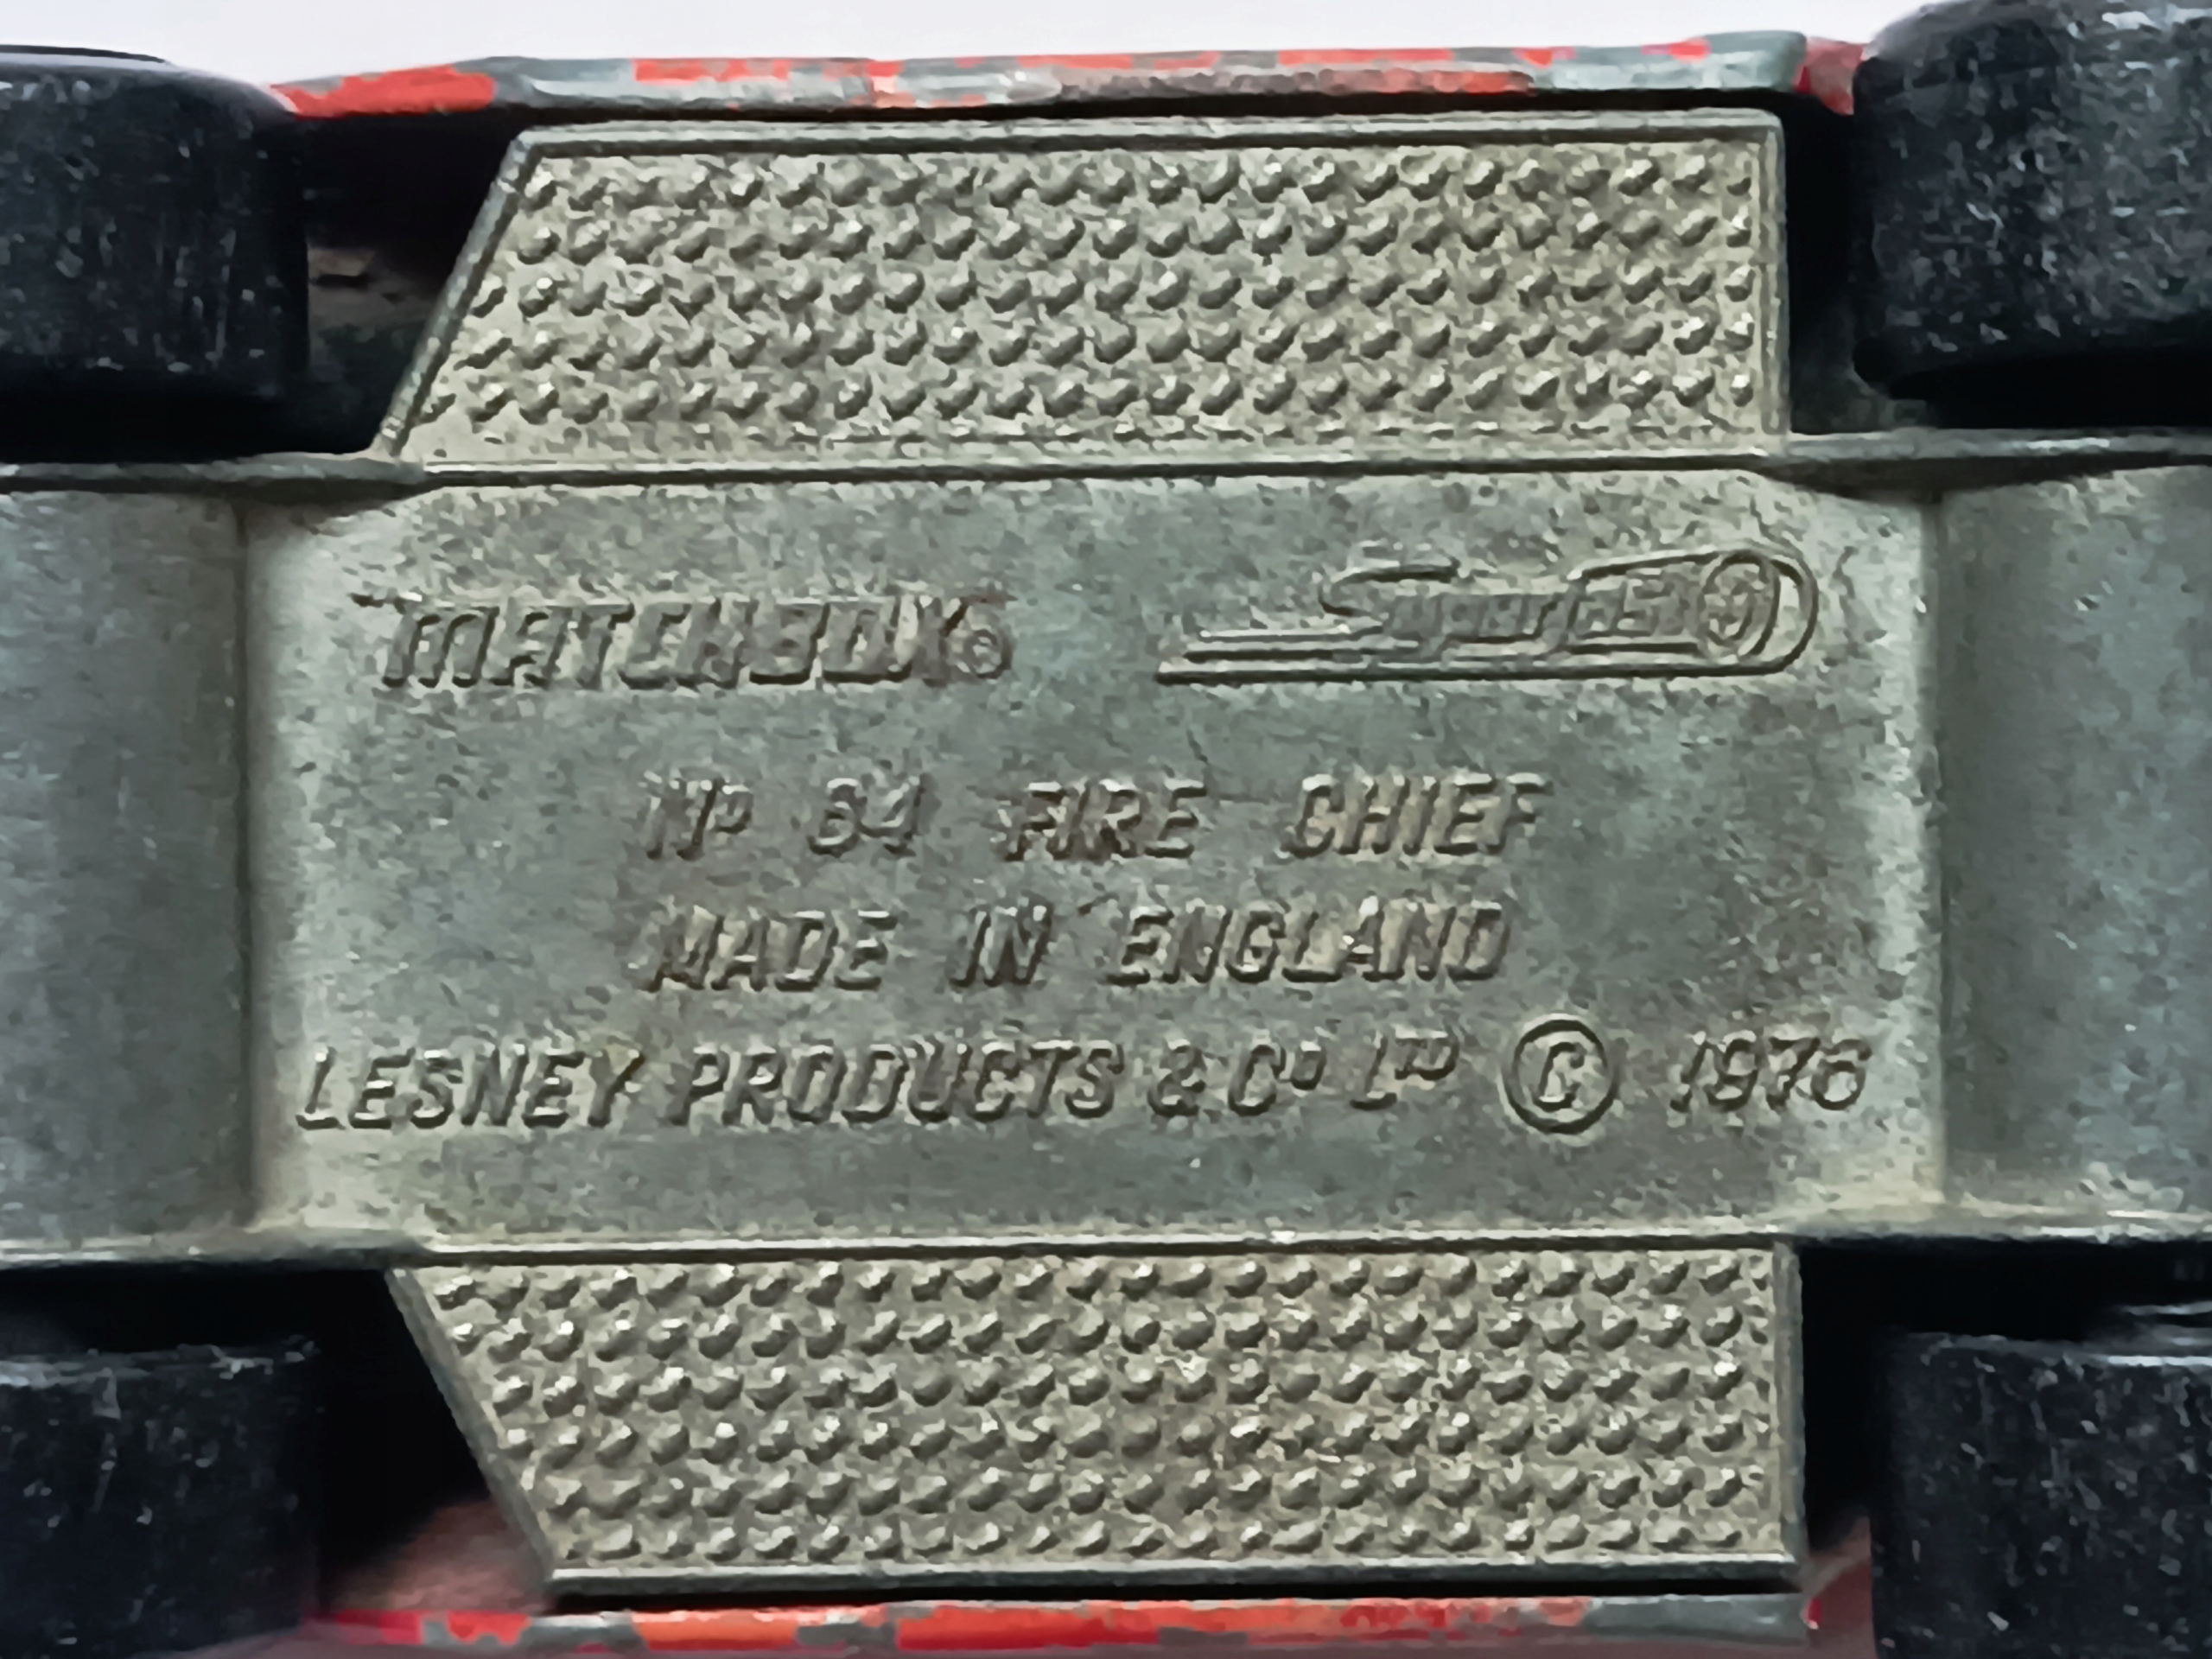 MATCHBOX® Superfast
Nº 64 FIRE CHIEF
MADE IN ENGLAND
LESNEY PRODUCTS & Cº Lᵀᴰ © 1976